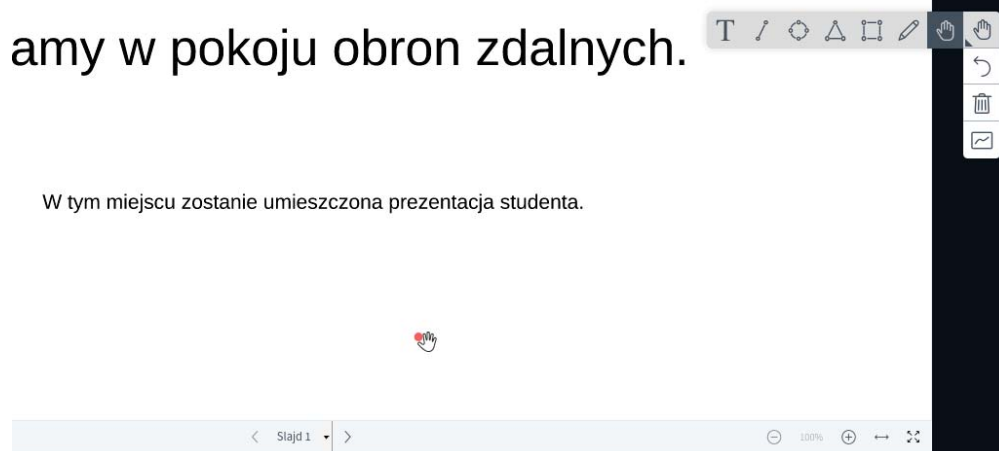 amy w pokoju obron zdalnych.
T
W tym miejscu zostanie umieszczona prezentacja studenta.
Slajd 1
100%